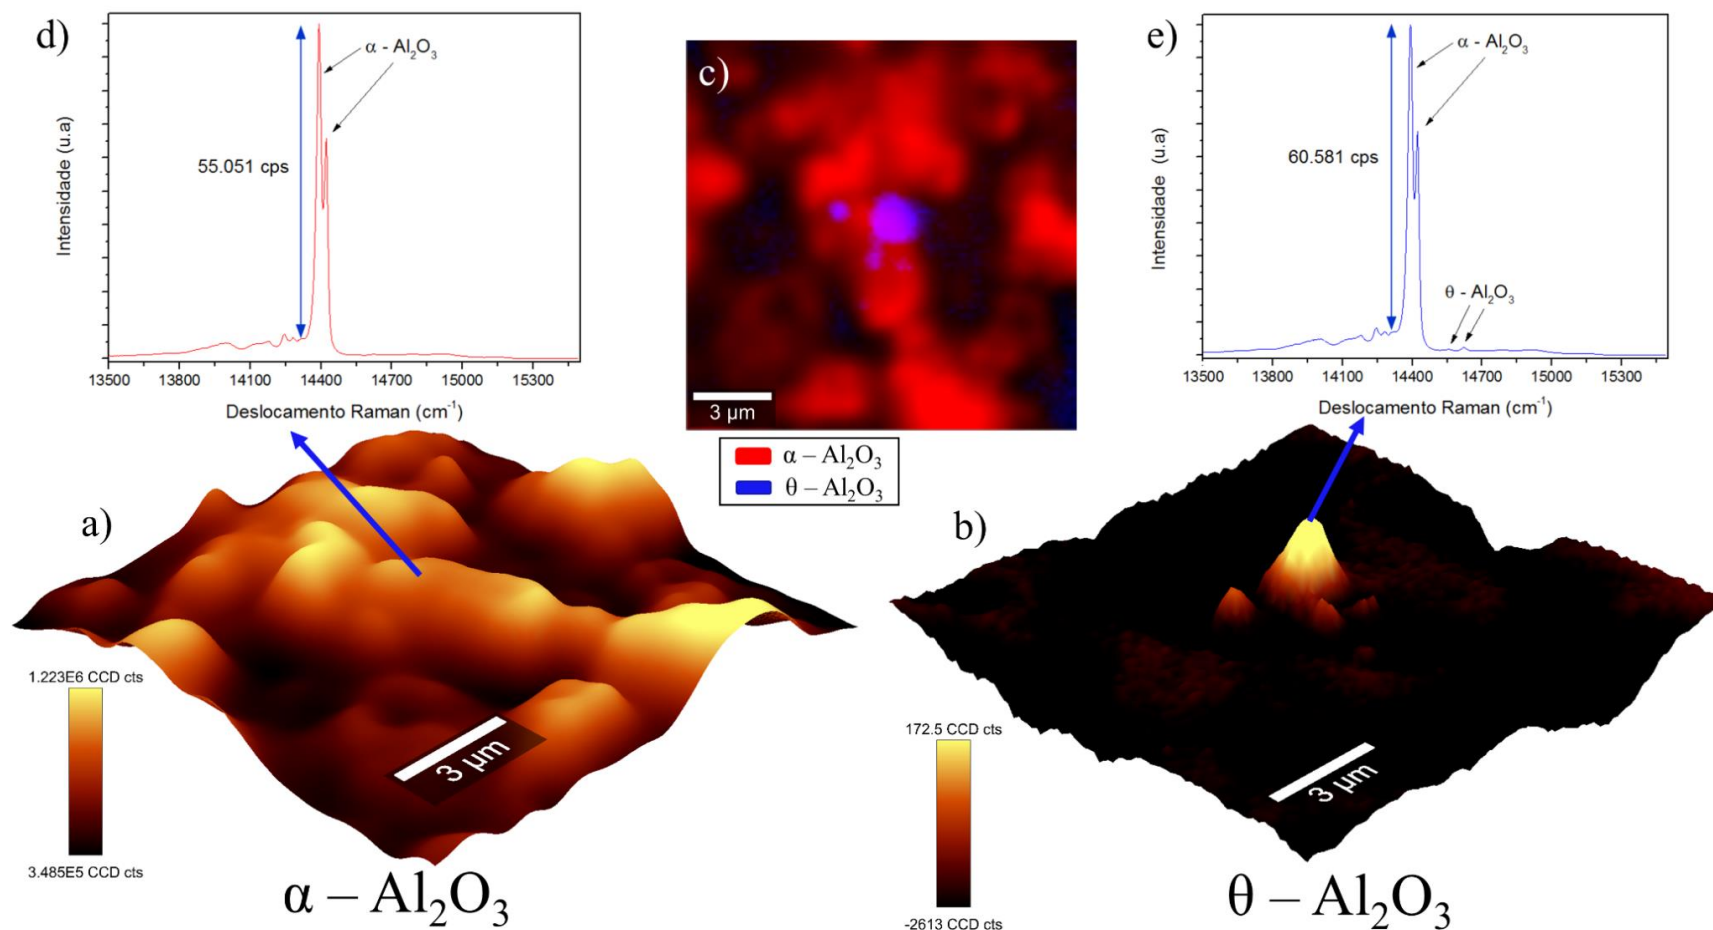 d)
α - Al₂O₃
55.051 cps
Intensidade (u.a)
13500 13800 14100 14400 14700 15000 15300
Deslocamento Raman (cm⁻¹)
c)
3 µm
α – Al₂O₃
θ – Al₂O₃
e)
α - Al₂O₃
60.581 cps
θ - Al₂O₃
Intensidade (u.a)
13500 13800 14100 14400 14700 15000 15300
Deslocamento Raman (cm⁻¹)
a)
1.223E6 CCD cts
3.485E5 CCD cts
3 µm
α – Al₂O₃
b)
172.5 CCD cts
-2613 CCD cts
3 µm
θ – Al₂O₃